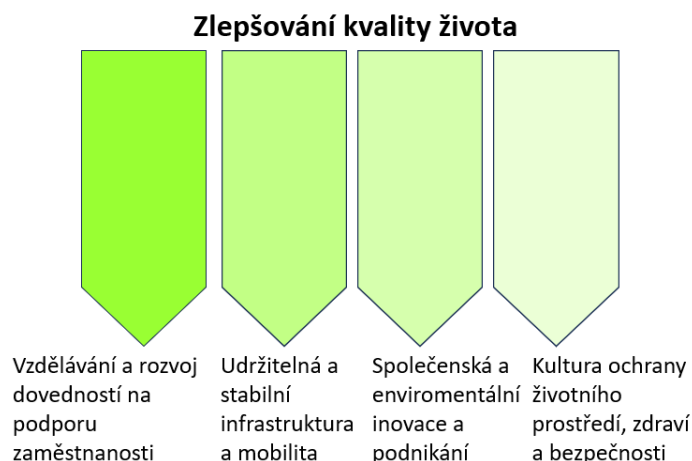 Zlepšování kvality života
Vzdělávání a rozvoj
dovedností na
podporu
zaměstnanosti
Udržitelná a
stabilní
infrastruktura
a mobilita
Společenská a
enviromentální
inovace a
podnikání
Kultura ochrany
životního
prostředí, zdraví
a bezpečnosti